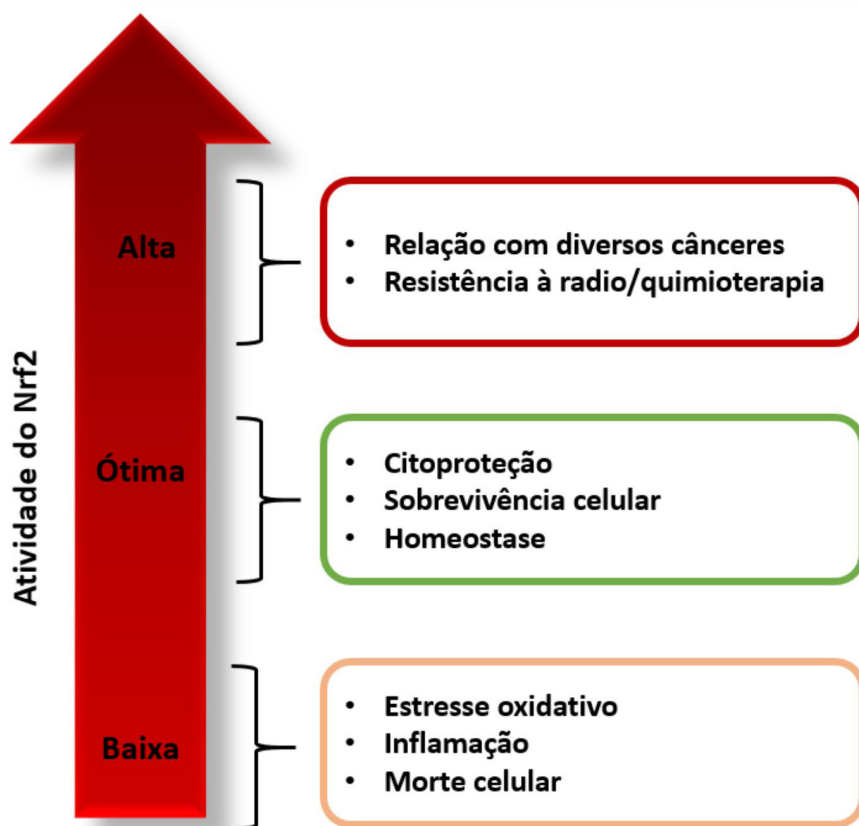 Atividade do Nrf2
Alta
• Relação com diversos cânceres
• Resistência à radio/quimioterapia
Ótima
• Citoproteção
• Sobrevivência celular
• Homeostase
Baixa
• Estresse oxidativo
• Inflamação
• Morte celular